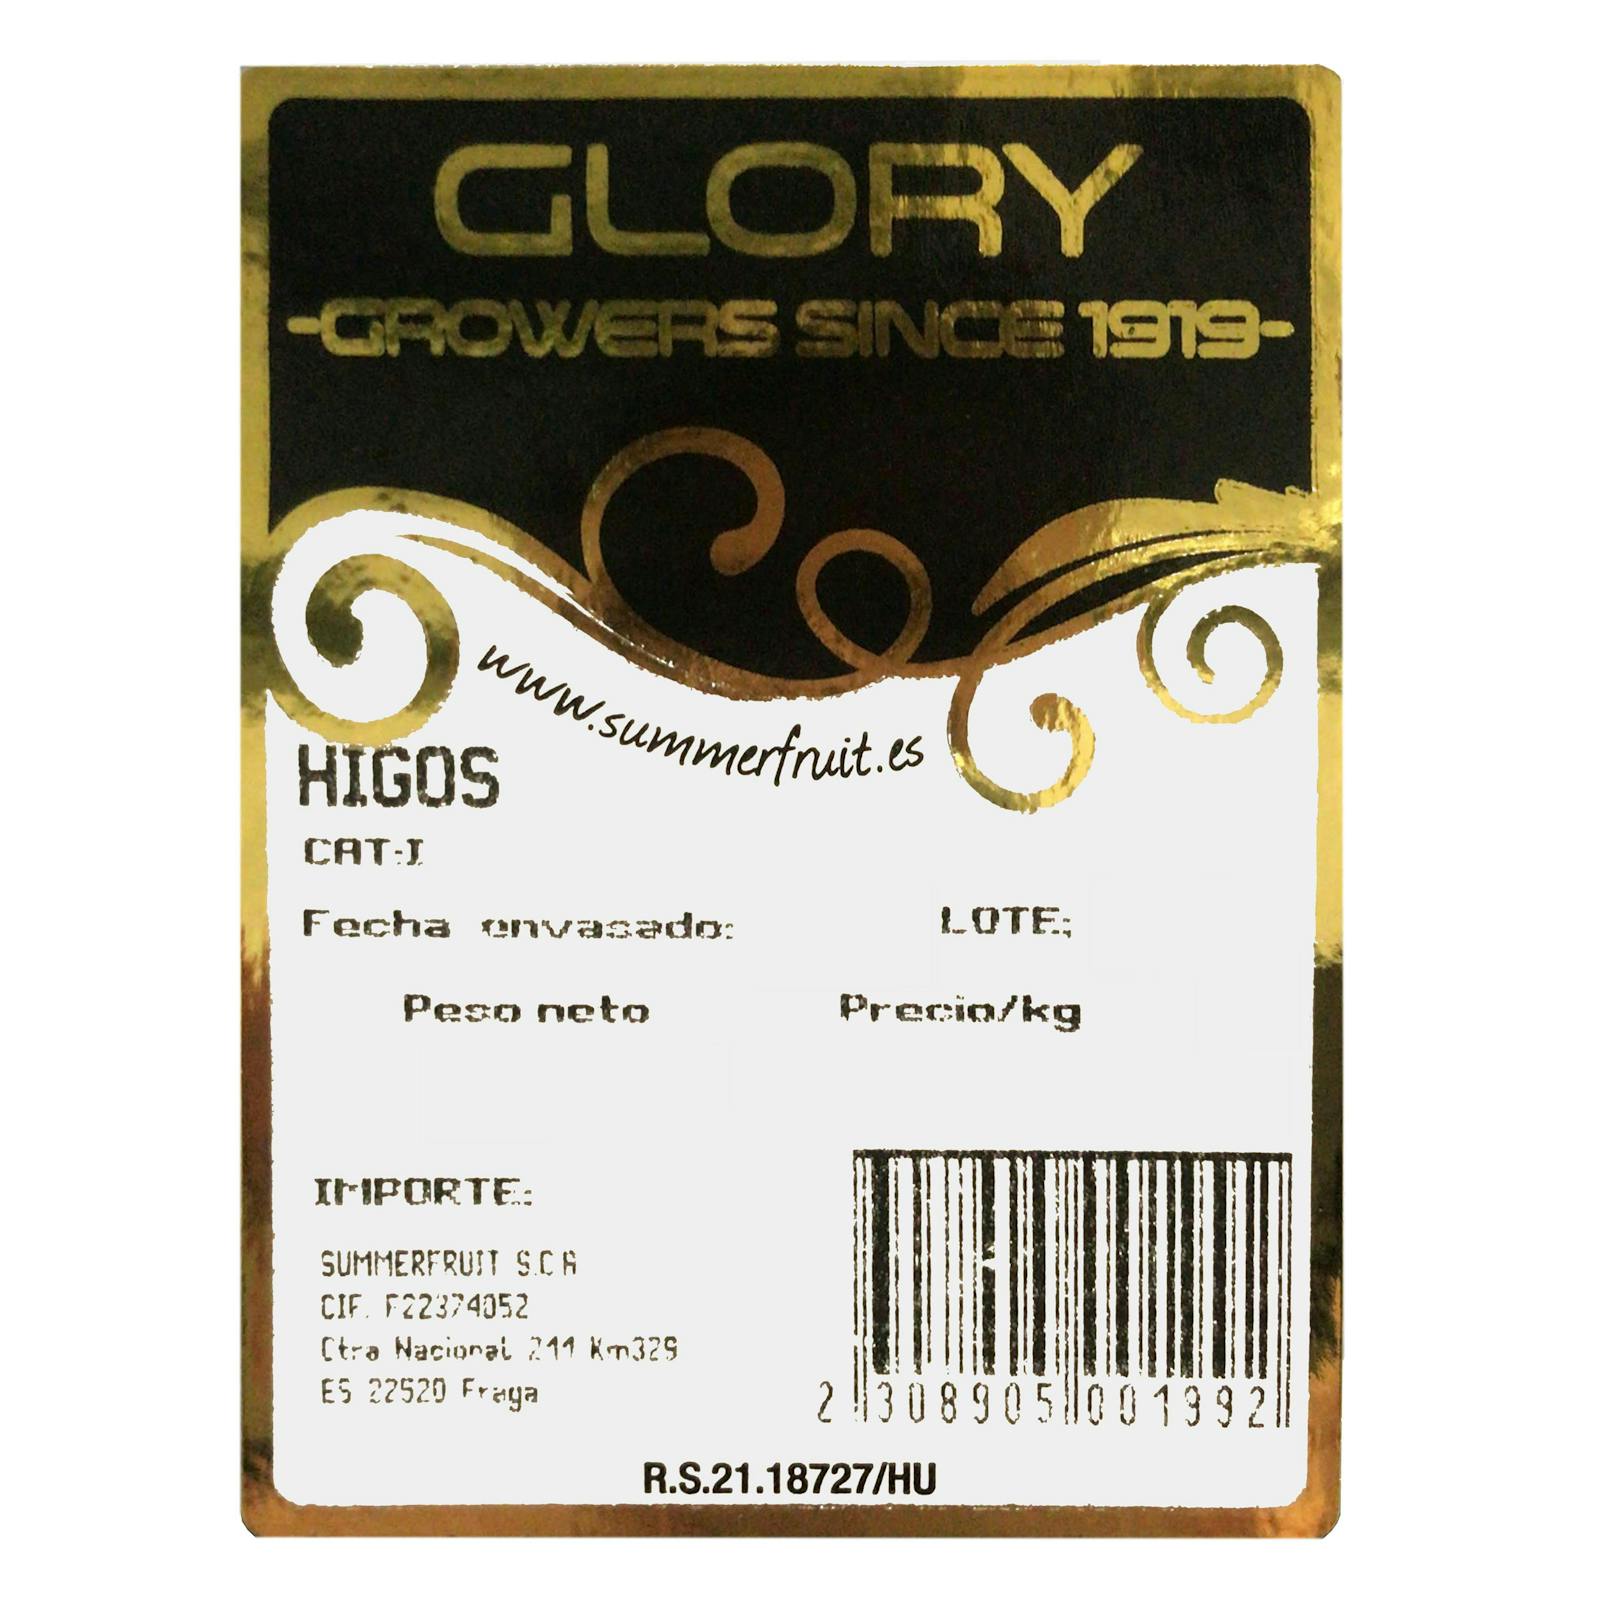 GLORY
-GROWERS SINCE 1919-
www.summerfruit.es
HIGOS
CAT:I
Fecha envasado:
LOTE:
Peso neto
Precio/kg
IMPORTE:
SUMMERFRUIT S.C.A
CIF. F22374052
Ctra Nacional 211 Km329
ES 22520 Fraga
2 308905 001992
R.S.21.18727/HU